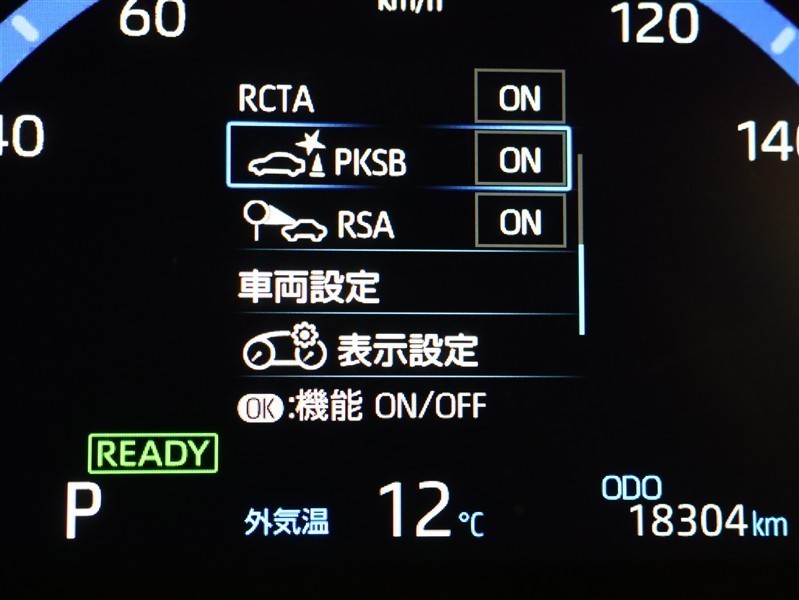 60 km/h 120
40 140
RCTA ON
PKSB ON
RSA ON
車両設定
表示設定
OK:機能 ON/OFF
READY
P 外気温 12℃ ODO 18304km